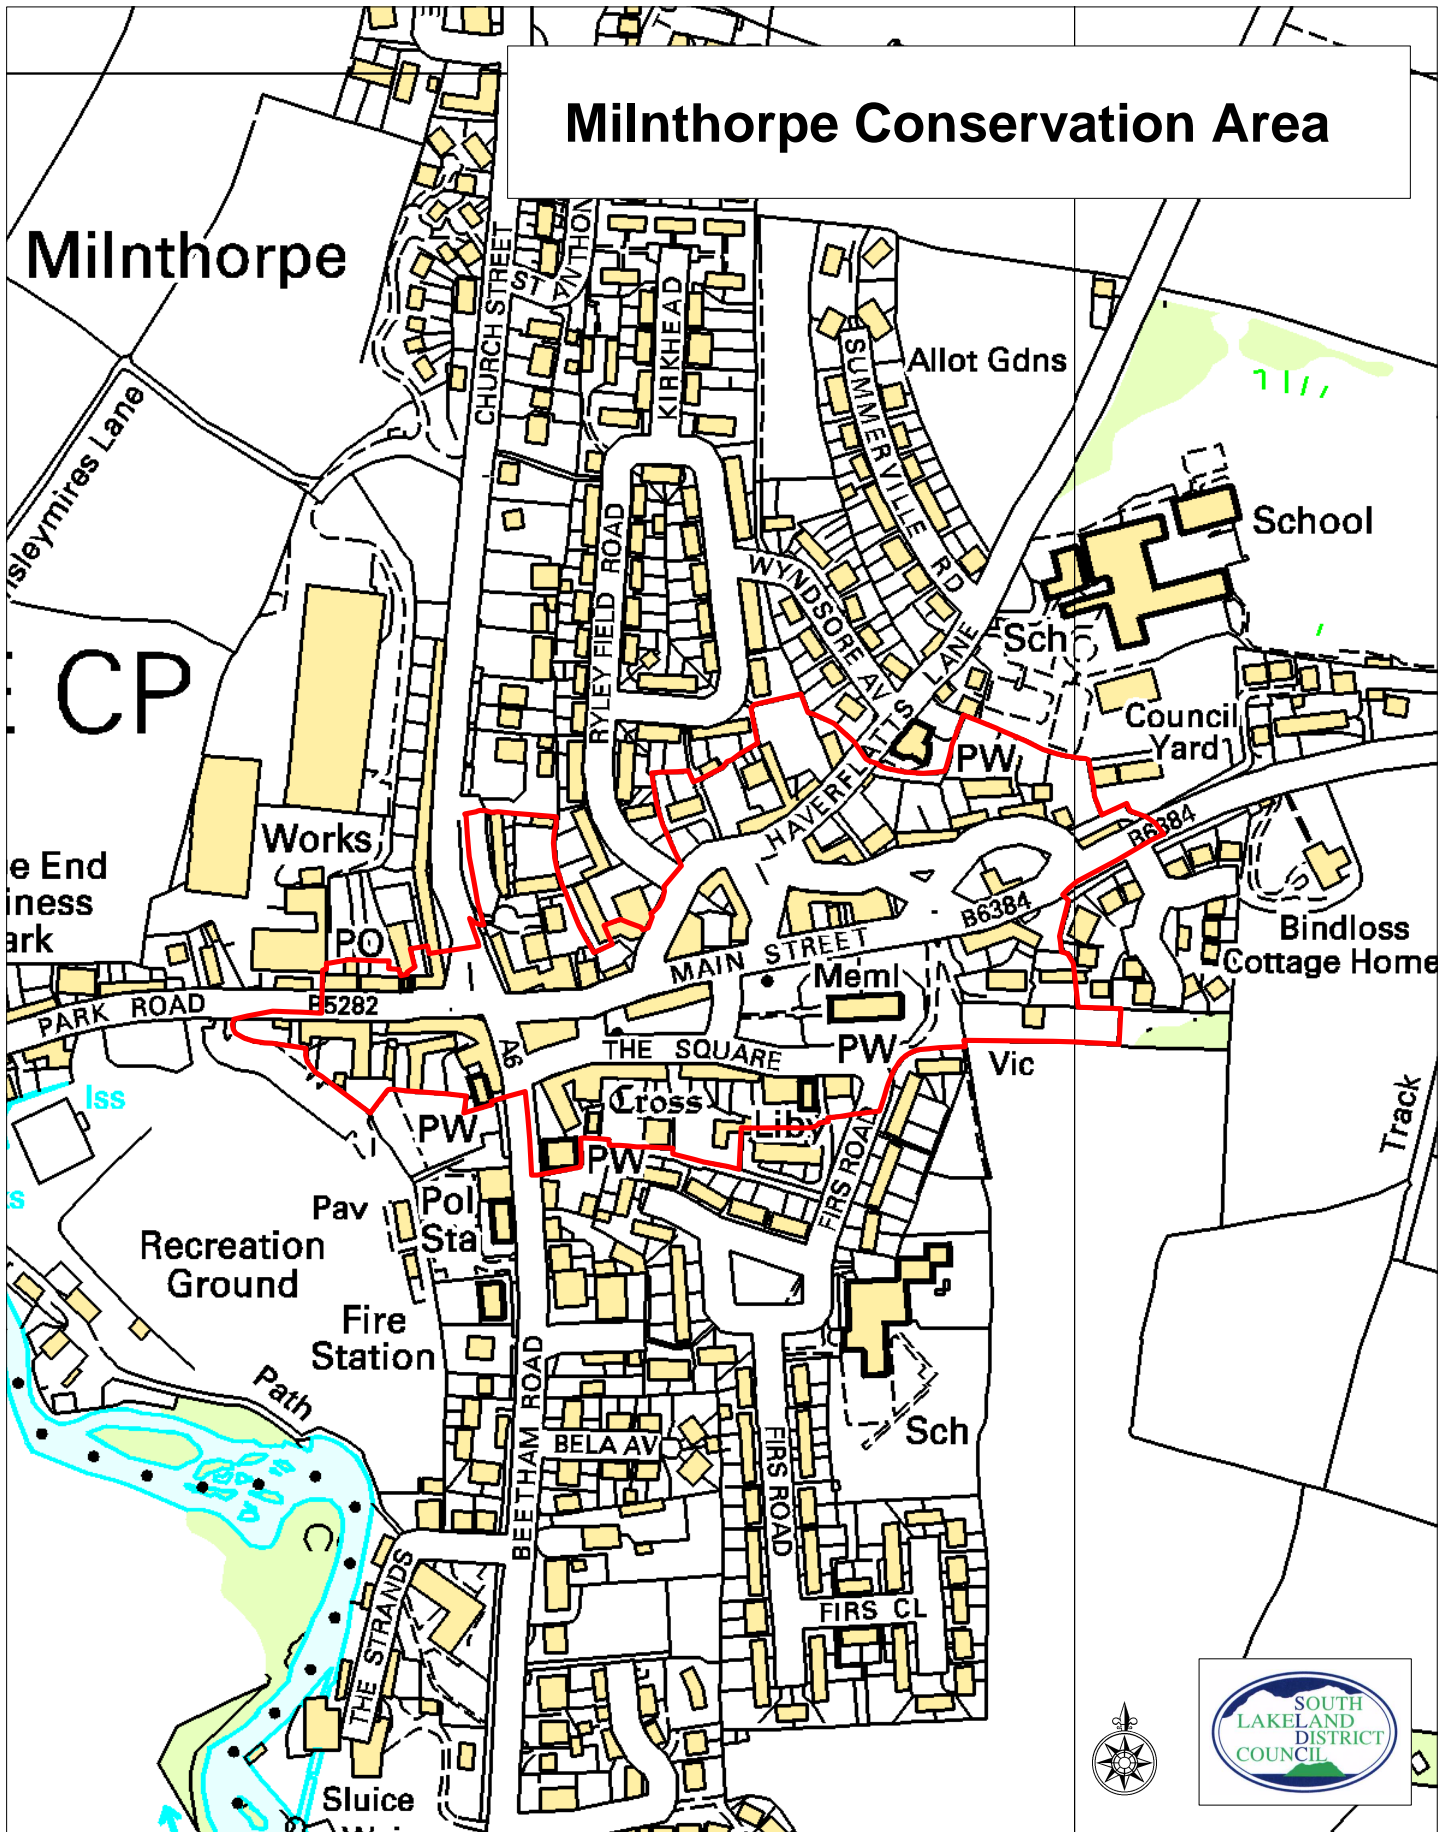 Milnthorpe Conservation Area
Milnthorpe
CHURCH STREET
ST
KIRKHEAD
SUMMERVILLE RD
Allot Gdns
isleymires Lane
School
RYLEY FIELD ROAD
WYNDSORE AV
HAVERFLATTS LANE
Sch
CP
Council
Yard
PW
Works
B6384
e End
iness
ark
PO
MAIN STREET
B6384
Meml
Bindloss
Cottage Home
PARK ROAD
B5282
A6
THE SQUARE
PW
Vic
lss
Cross
Liby
PW
PW
FIRS ROAD
Track
Pav
Pol
Sta
Recreation
Ground
Fire
Station
Path
BEETHAM ROAD
BELA AV
FIRS ROAD
Sch
THE STRANDS
FIRS CL
Sluice
SOUTH
LAKELAND
DISTRICT
COUNCIL